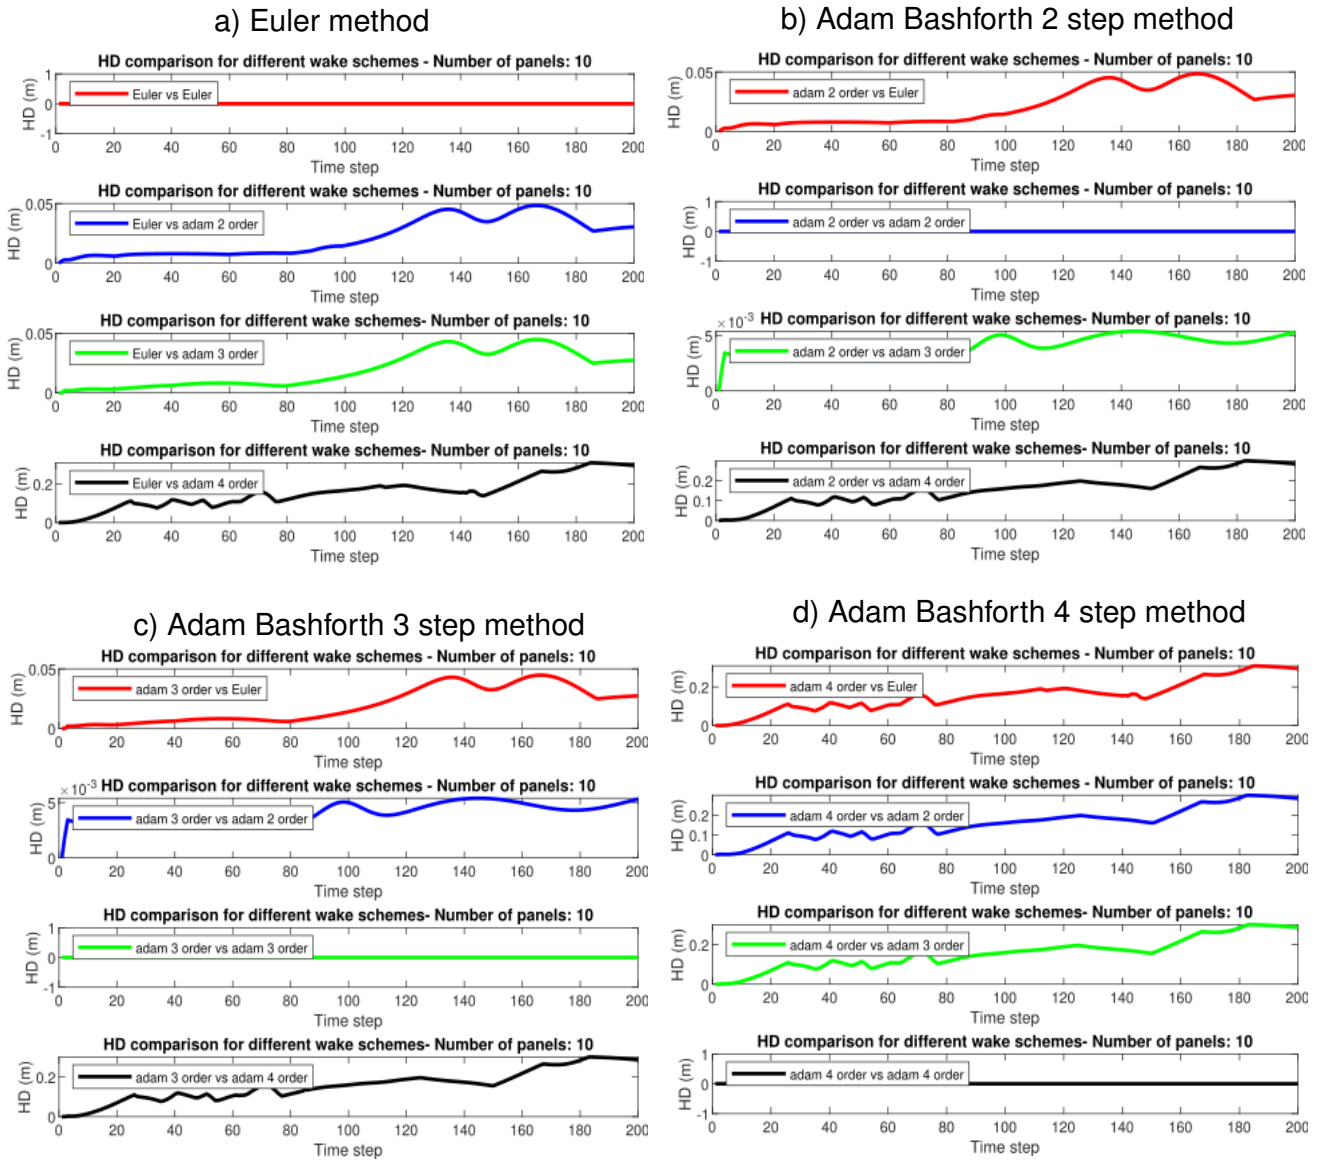 a) Euler method
HD comparison for different wake schemes - Number of panels: 10
HD (m)
1
0
-1
Euler vs Euler
0 20 40 60 80 100 120 140 160 180 200
Time step
HD comparison for different wake schemes - Number of panels: 10
HD (m)
0.05
0
Euler vs adam 2 order
0 20 40 60 80 100 120 140 160 180 200
Time step
HD comparison for different wake schemes- Number of panels: 10
HD (m)
0.05
0
Euler vs adam 3 order
0 20 40 60 80 100 120 140 160 180 200
Time step
HD comparison for different wake schemes- Number of panels: 10
HD (m)
0.2
0
Euler vs adam 4 order
0 20 40 60 80 100 120 140 160 180 200
Time step
b) Adam Bashforth 2 step method
HD comparison for different wake schemes - Number of panels: 10
HD (m)
0.05
0
adam 2 order vs Euler
0 20 40 60 80 100 120 140 160 180 200
Time step
HD comparison for different wake schemes - Number of panels: 10
HD (m)
1
0
-1
adam 2 order vs adam 2 order
0 20 40 60 80 100 120 140 160 180 200
Time step
×10-3 HD comparison for different wake schemes- Number of panels: 10
HD (m)
5
0
adam 2 order vs adam 3 order
0 20 40 60 80 100 120 140 160 180 200
Time step
HD comparison for different wake schemes- Number of panels: 10
HD (m)
0.2
0.1
0
adam 2 order vs adam 4 order
0 20 40 60 80 100 120 140 160 180 200
Time step
c) Adam Bashforth 3 step method
HD comparison for different wake schemes - Number of panels: 10
HD (m)
0.05
0
adam 3 order vs Euler
0 20 40 60 80 100 120 140 160 180 200
Time step
×10-3 HD comparison for different wake schemes - Number of panels: 10
HD (m)
5
0
adam 3 order vs adam 2 order
0 20 40 60 80 100 120 140 160 180 200
Time step
HD comparison for different wake schemes- Number of panels: 10
HD (m)
1
0
-1
adam 3 order vs adam 3 order
0 20 40 60 80 100 120 140 160 180 200
Time step
HD comparison for different wake schemes- Number of panels: 10
HD (m)
0.2
0
adam 3 order vs adam 4 order
0 20 40 60 80 100 120 140 160 180 200
Time step
d) Adam Bashforth 4 step method
HD comparison for different wake schemes - Number of panels: 10
HD (m)
0.2
0
adam 4 order vs Euler
0 20 40 60 80 100 120 140 160 180 200
Time step
HD comparison for different wake schemes - Number of panels: 10
HD (m)
0.2
0.1
0
adam 4 order vs adam 2 order
0 20 40 60 80 100 120 140 160 180 200
Time step
HD comparison for different wake schemes- Number of panels: 10
HD (m)
0.2
0
adam 4 order vs adam 3 order
0 20 40 60 80 100 120 140 160 180 200
Time step
HD comparison for different wake schemes- Number of panels: 10
HD (m)
1
0
-1
adam 4 order vs adam 4 order
0 20 40 60 80 100 120 140 160 180 200
Time step